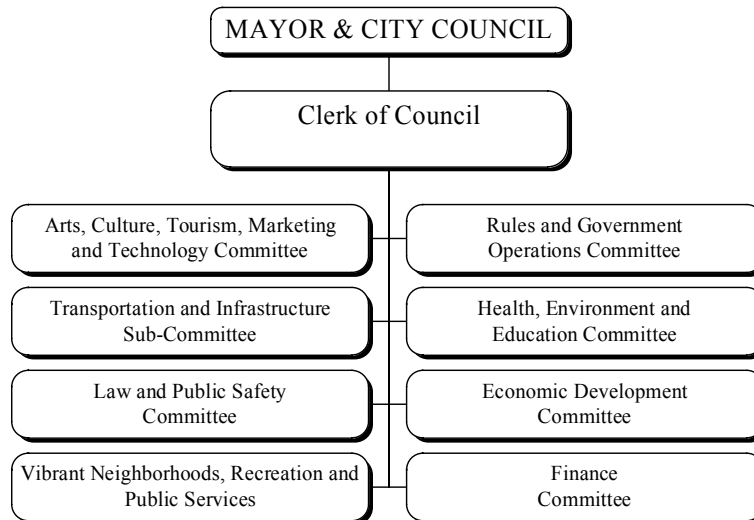 MAYOR & CITY COUNCIL
Clerk of Council
Arts, Culture, Tourism, Marketing
and Technology Committee
Rules and Government
Operations Committee
Transportation and Infrastructure
Sub-Committee
Health, Environment and
Education Committee
Law and Public Safety
Committee
Economic Development
Committee
Vibrant Neighborhoods, Recreation and
Public Services
Finance
Committee